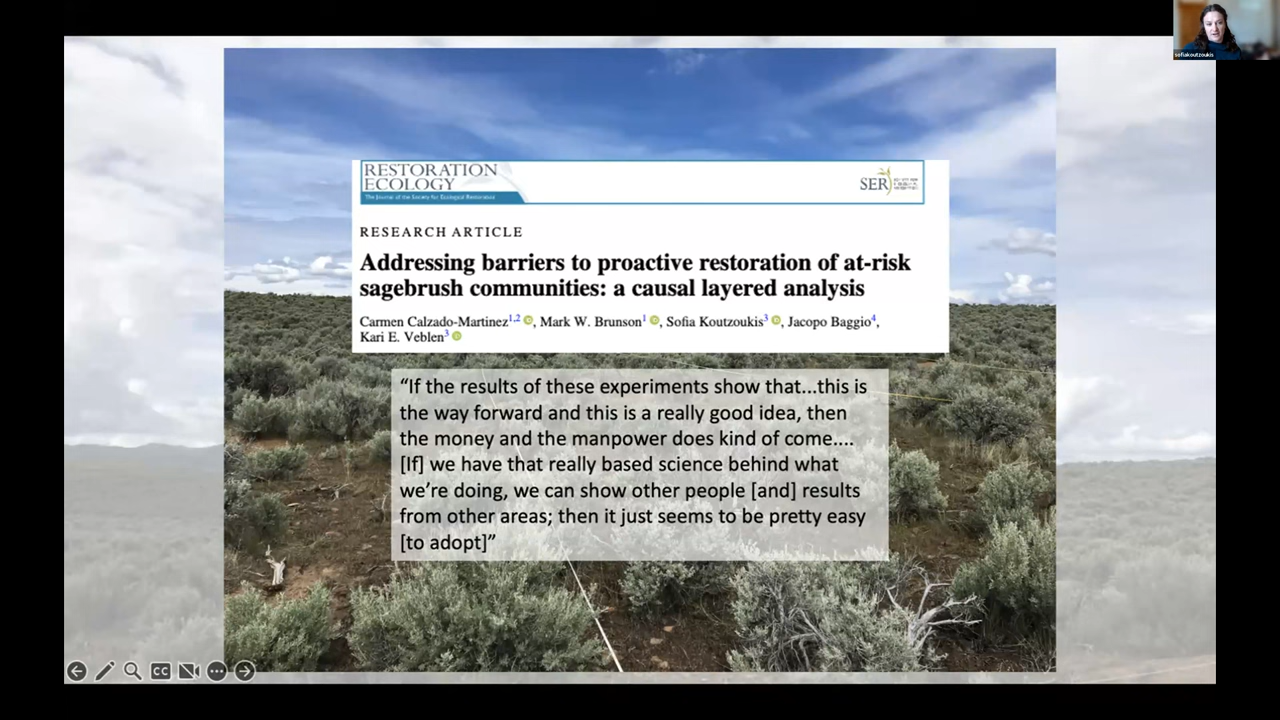 sofiakoutzoukis
RESTORATION
ECOLOGY
The Journal of the Society for Ecological Restoration
SER
RESEARCH ARTICLE
Addressing barriers to proactive restoration of at-risk
sagebrush communities: a causal layered analysis
Carmen Calzado-Martinez1,2, Mark W. Brunson1, Sofia Koutzoukis3, Jacopo Baggio4,
Kari E. Veblen3
“If the results of these experiments show that...this is
the way forward and this is a really good idea, then
the money and the manpower does kind of come....
[If] we have that really based science behind what
we’re doing, we can show other people [and] results
from other areas; then it just seems to be pretty easy
[to adopt]”
CC